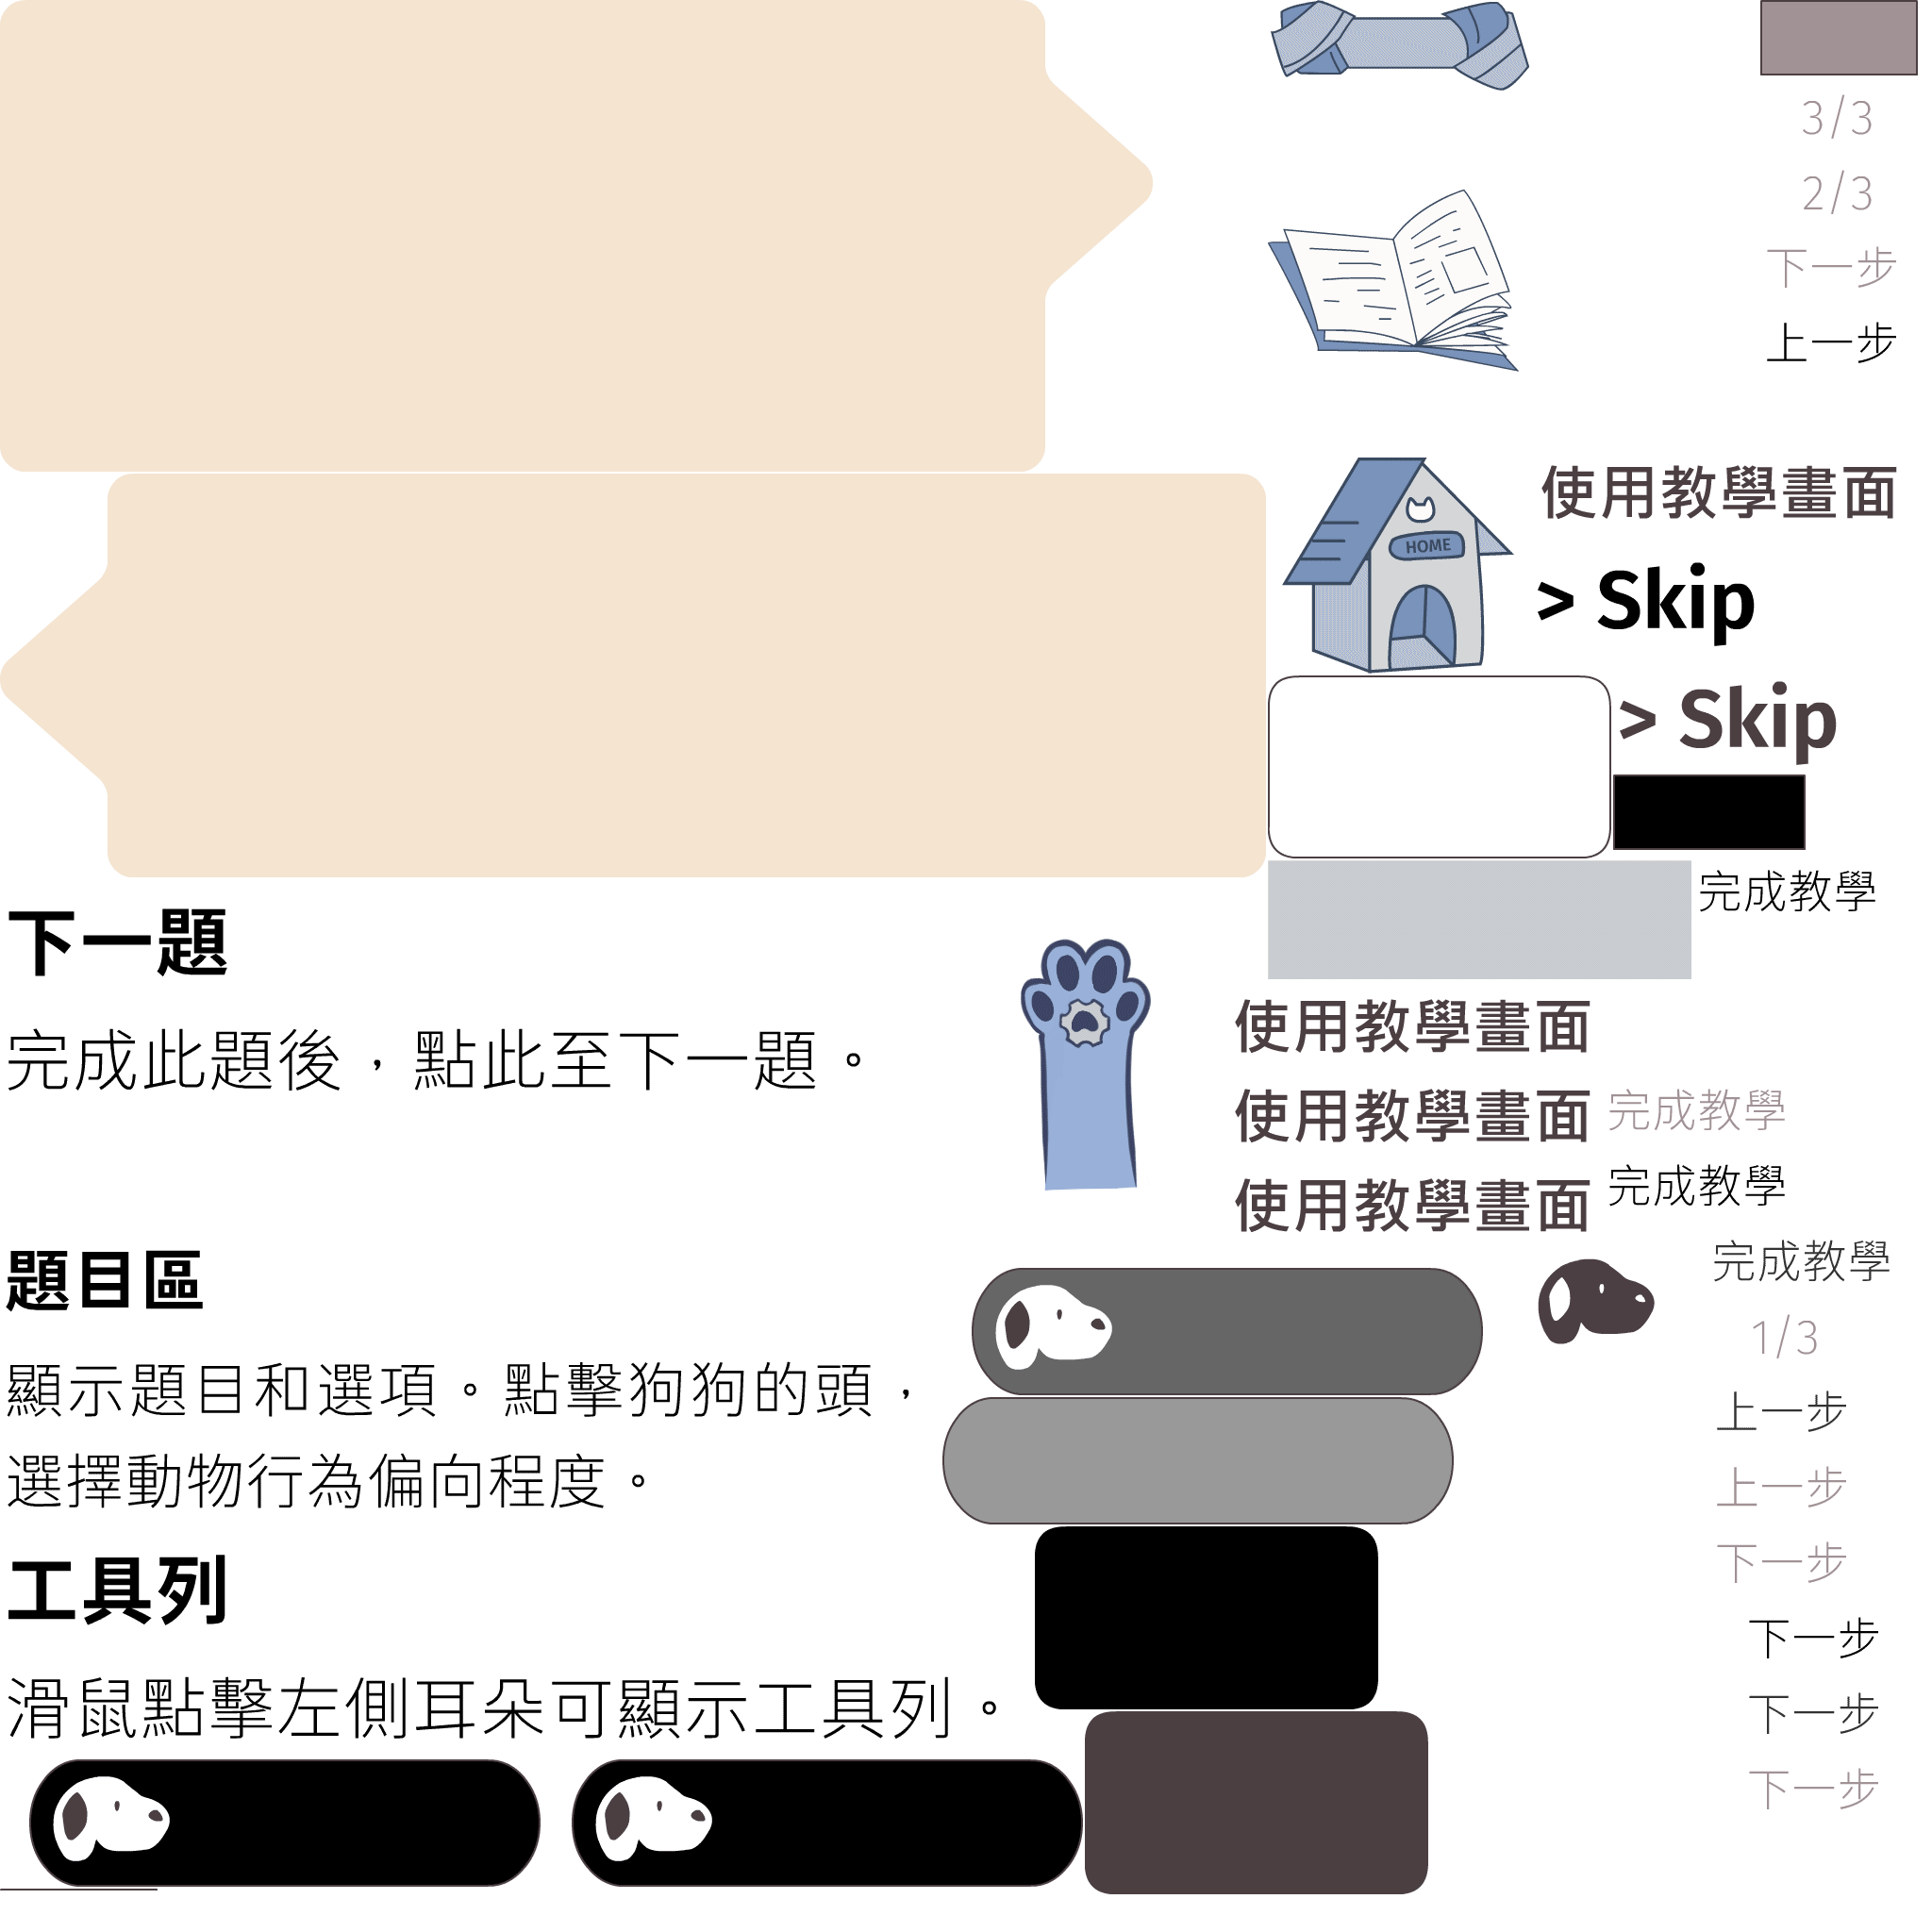 3/3
2/3
下一步
上一步
使用教學畫面
HOME
> Skip
> Skip
完成教學
下一題
完成此題後，點此至下一題。
使用教學畫面
使用教學畫面
完成教學
使用教學畫面
完成教學
題目區
顯示題目和選項。點擊狗狗的頭，
選擇動物行為偏向程度。
完成教學
1/3
上一步
上一步
下一步
工具列
滑鼠點擊左側耳朵可顯示工具列。
下一步
下一步
下一步